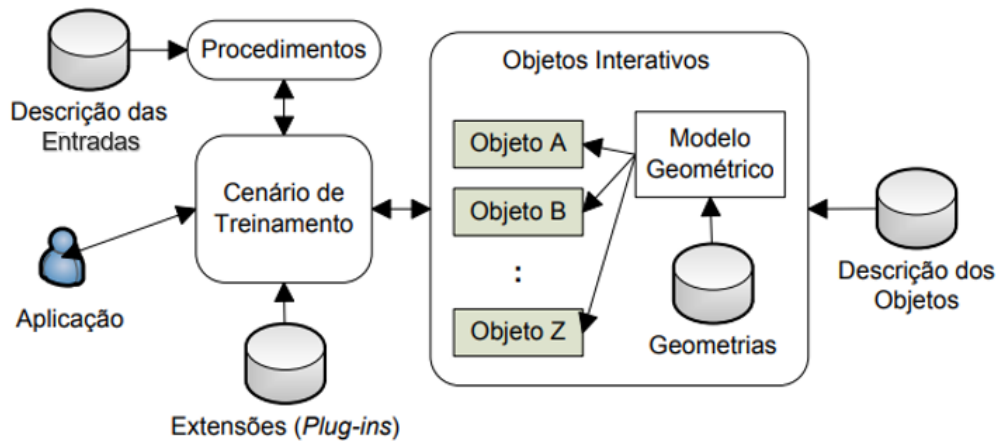 Procedimentos
Descrição das
Entradas
Cenário de
Treinamento
Aplicação
Extensões (Plug-ins)
Objetos Interativos
Objeto A
Objeto B
:
Objeto Z
Modelo
Geométrico
Geometrias
Descrição dos
Objetos